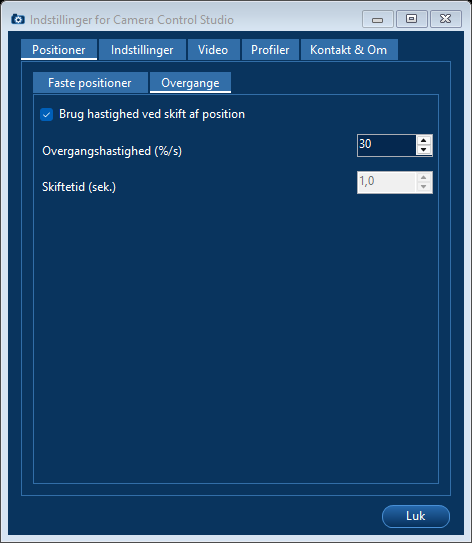 Indstillinger for Camera Control Studio
Positioner Indstillinger Video Profiler Kontakt & Om
Faste positioner Overgange
Brug hastighed ved skift af position
Overgangshastighed (%/s) 30
Skiftetid (sek.) 1,0
Luk